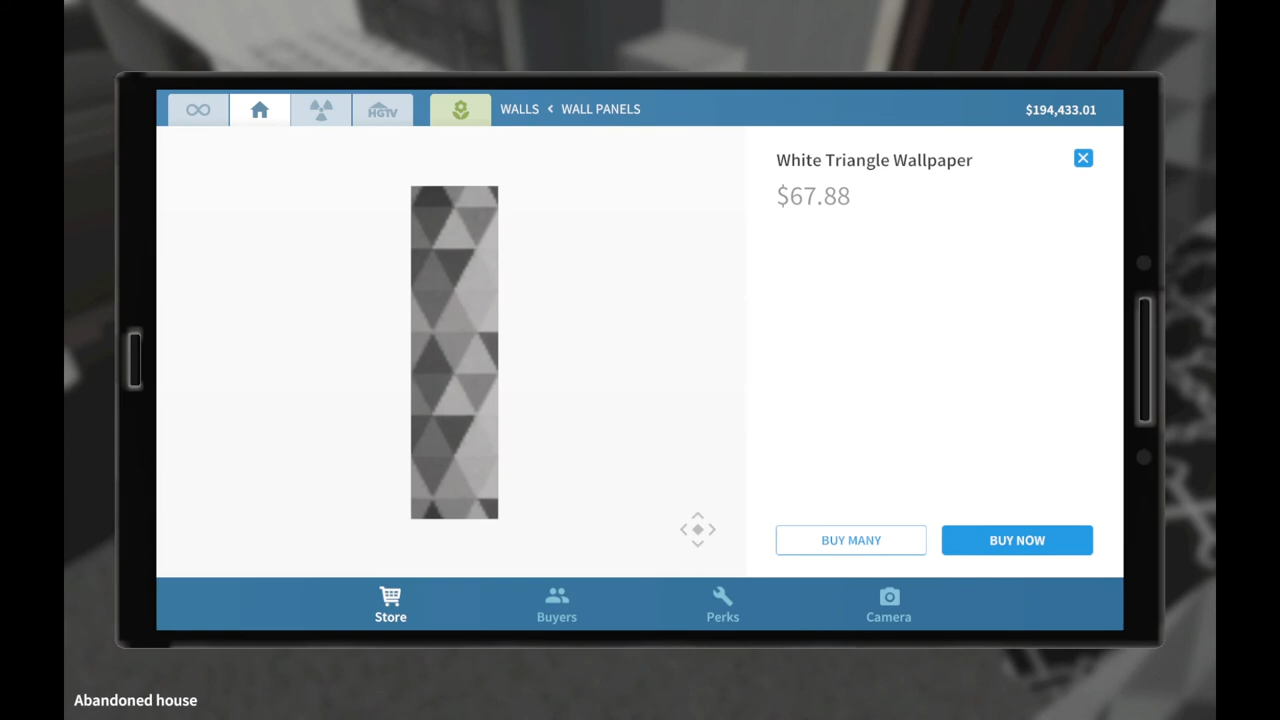 HGTV
WALLS < WALL PANELS
$194,433.01
White Triangle Wallpaper
$67.88
BUY MANY
BUY NOW
Store
Buyers
Perks
Camera
Abandoned house